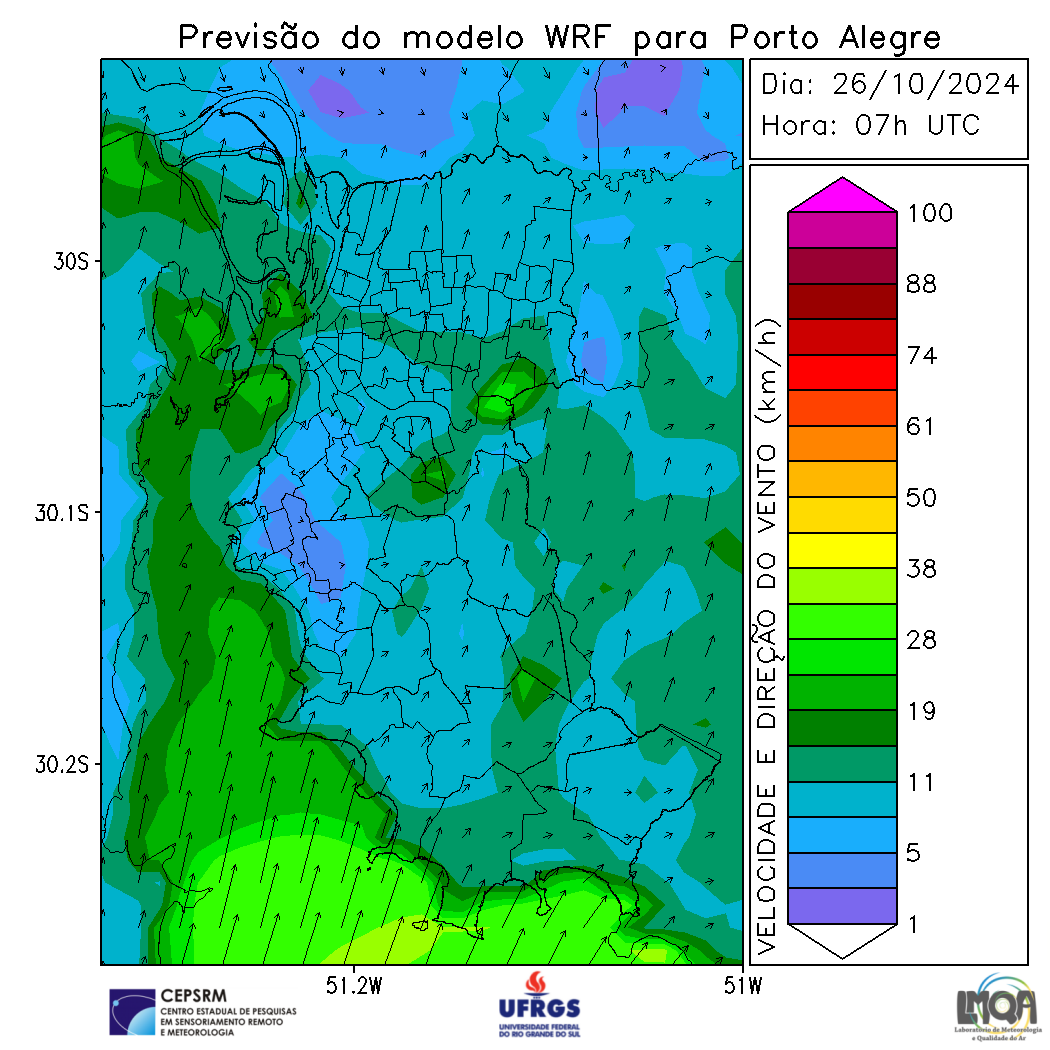 Previsão do modelo WRF para Porto Alegre
Dia: 26/10/2024
Hora: 07h UTC
30S
30.1S
30.2S
51.2W
51W
VELOCIDADE E DIREÇÃO DO VENTO (km/h)
100
88
74
61
50
38
28
19
11
5
1
CEPSRM
CENTRO ESTADUAL DE PESQUISAS
EM SENSORIAMENTO REMOTO
E METEOROLOGIA
UFRGS
UNIVERSIDADE FEDERAL
DO RIO GRANDE DO SUL
LMQA
Laboratório de Meteorologia
e Qualidade do Ar